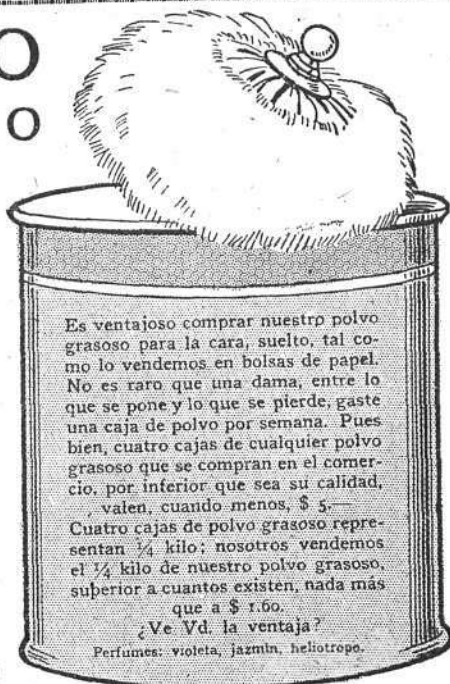 O
O
Es ventajoso comprar nuestro polvo
grasoso para la cara, suelto, tal co-
mo lo vendemos en bolsas de papel.
No es raro que una dama, entre lo
que se pone y lo que se pierde, gaste
una caja de polvo por semana. Pues
bien, cuatro cajas de cualquier polvo
grasoso que se compran en el comer-
cio, por inferior que sea su calidad,
valen, cuando menos, $ 5.—
Cuatro cajas de polvo grasoso repre-
sentan ¼ kilo; nosotros vendemos
el ¼ kilo de nuestro polvo grasoso,
superior a cuantos existen, nada más
que a $ 1.60.
¿Ve Vd. la ventaja?
Perfumes: violeta, jazmín, heliotropo.